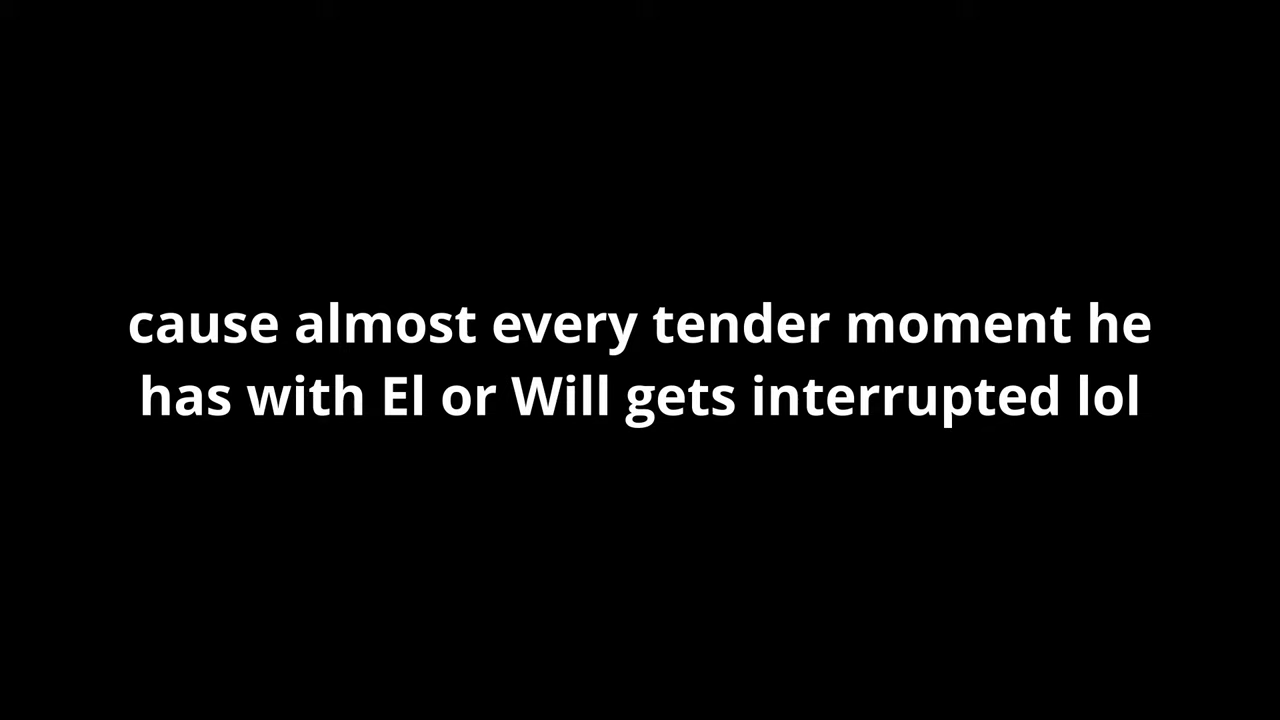 cause almost every tender moment he
has with El or Will gets interrupted lol